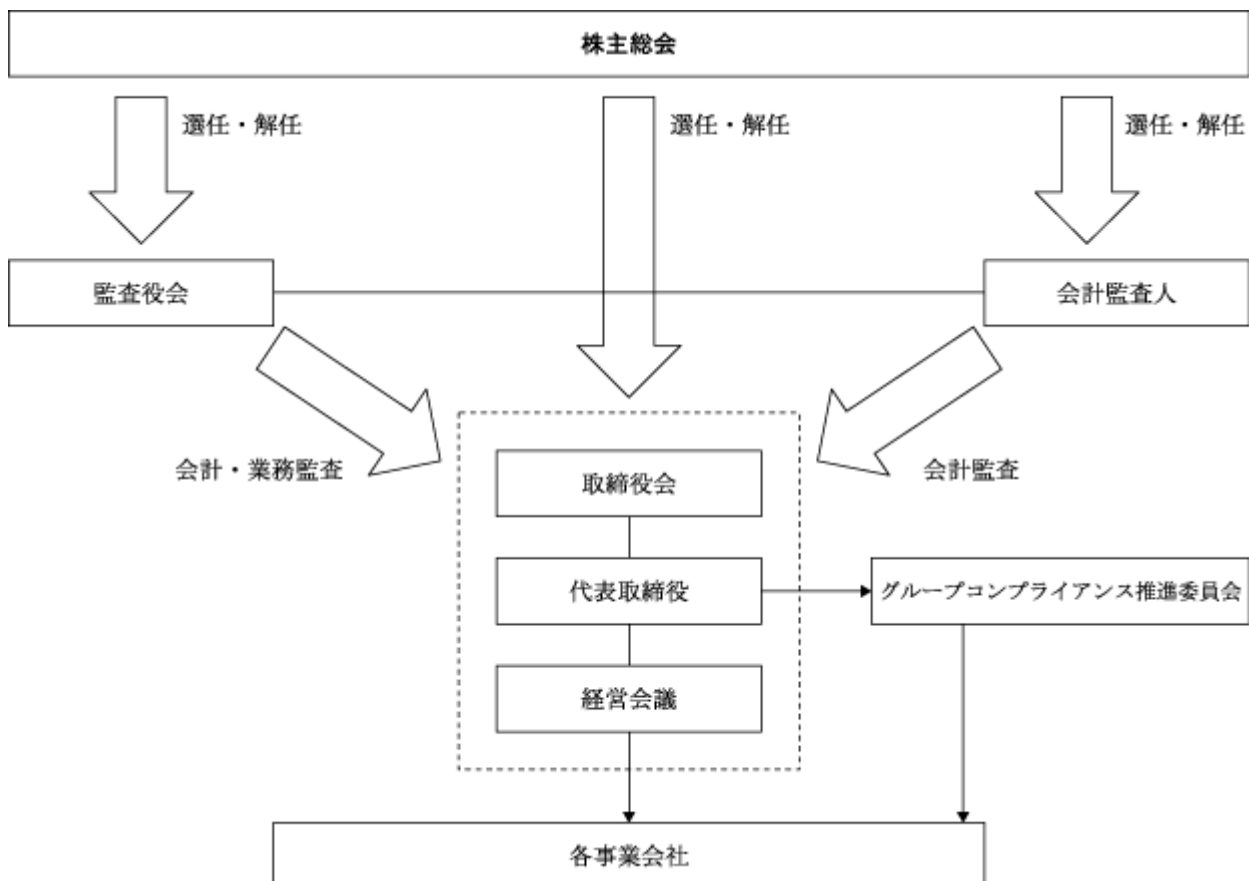 株主総会
選任・解任
選任・解任
選任・解任
監査役会
会計監査人
会計・業務監査
会計監査
取締役会
代表取締役
グループコンプライアンス推進委員会
経営会議
各事業会社